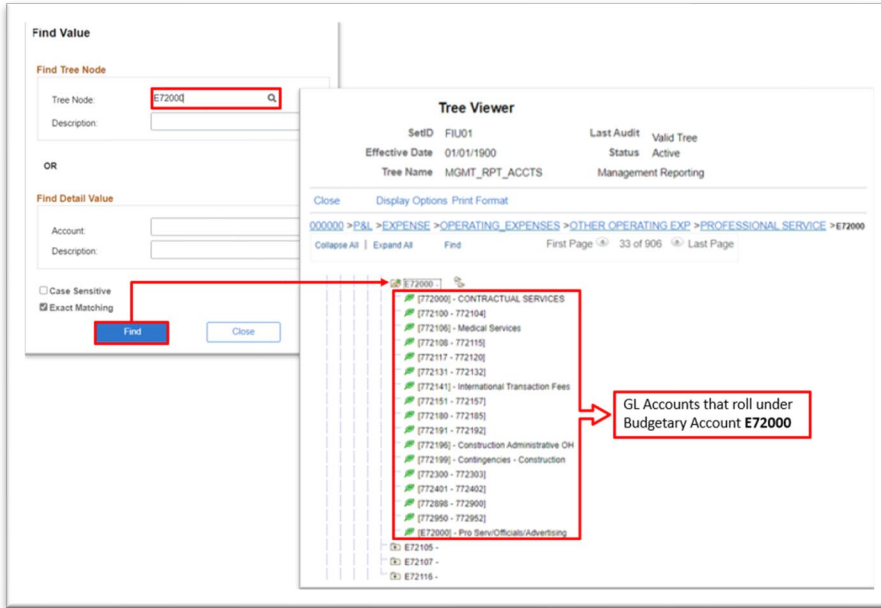 Find Value
Find Tree Node
Tree Node: E72000
Description:
OR
Find Detail Value
Account:
Description:
Case Sensitive
Exact Matching
Find Close
Tree Viewer
SetID FIU01 Last Audit Valid Tree
Effective Date 01/01/1900 Status Active
Tree Name MGMT_RPT_ACCTS Management Reporting
Close Display Options Print Format
000000 >P&L >EXPENSE >OPERATING_EXPENSES >OTHER OPERATING EXP >PROFESSIONAL SERVICE >E72000
Collapse All | Expand All Find First Page 33 of 906 Last Page
E72000 -
[772000] - CONTRACTUAL SERVICES
[772100 - 772104]
[772106] - Medical Services
[772108 - 772115]
[772117 - 772120]
[772131 - 772132]
[772141] - International Transaction Fees
[772151 - 772157]
[772180 - 772185]
[772191 - 772192]
[772196] - Construction Administrative OH
[772199] - Contingencies - Construction
[772300 - 772303]
[772401 - 772402]
[772898 - 772900]
[772950 - 772952]
[E72000] - Pro Serv/Officials/Advertising
E72105 -
E72107 -
E72116 -
GL Accounts that roll under
Budgetary Account E72000